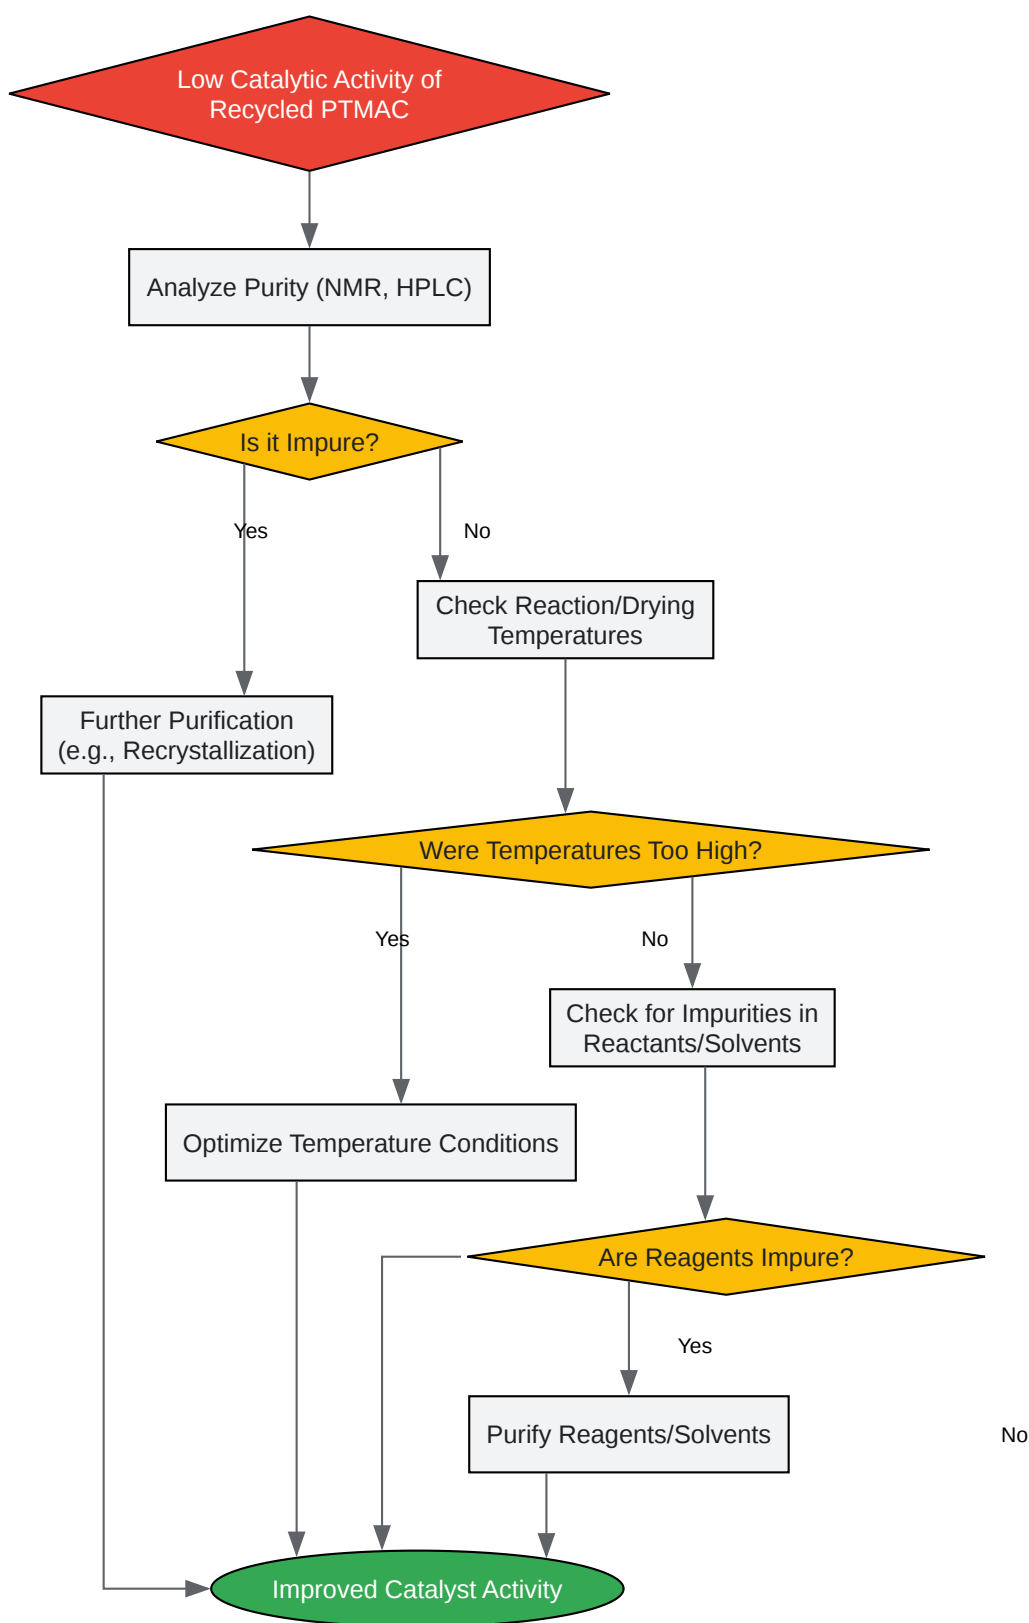 Low Catalytic Activity of
Recycled PTMAC
Analyze Purity (NMR, HPLC)
Is it Impure?
Yes
No
Check Reaction/Drying
Temperatures
Further Purification
(e.g., Recrystallization)
Were Temperatures Too High?
Yes
No
Check for Impurities in
Reactants/Solvents
Optimize Temperature Conditions
Are Reagents Impure?
Yes
Purify Reagents/Solvents
No
Improved Catalyst Activity